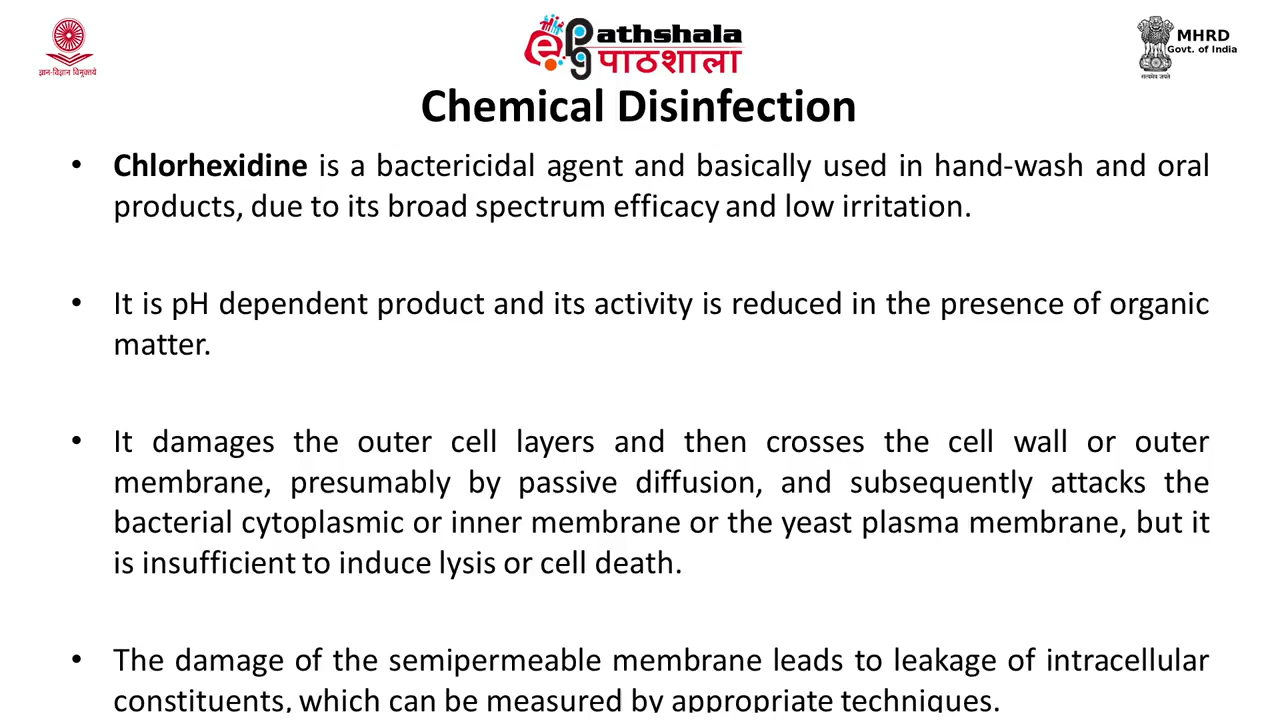 ज्ञान-विज्ञान विमुक्तये
ePathshala
पाठशाला
MHRD
Govt. of India
सत्यमेव जयते
Chemical Disinfection
• Chlorhexidine is a bactericidal agent and basically used in hand-wash and oral
products, due to its broad spectrum efficacy and low irritation.
• It is pH dependent product and its activity is reduced in the presence of organic
matter.
• It damages the outer cell layers and then crosses the cell wall or outer
membrane, presumably by passive diffusion, and subsequently attacks the
bacterial cytoplasmic or inner membrane or the yeast plasma membrane, but it
is insufficient to induce lysis or cell death.
• The damage of the semipermeable membrane leads to leakage of intracellular
constituents, which can be measured by appropriate techniques.